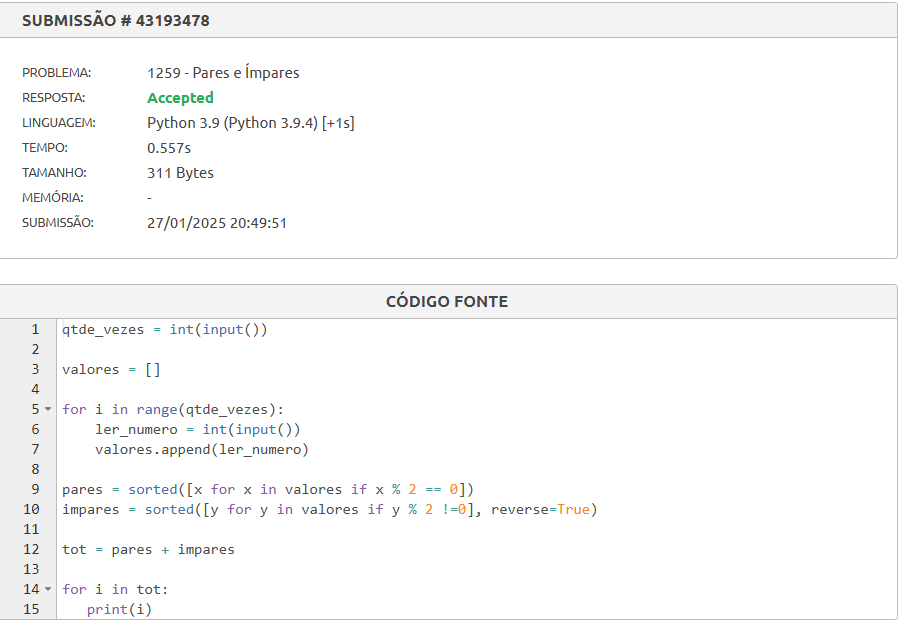 SUBMISSÃO # 43193478
PROBLEMA: 1259 - Pares e Ímpares
RESPOSTA: Accepted
LINGUAGEM: Python 3.9 (Python 3.9.4) [+1s]
TEMPO: 0.557s
TAMANHO: 311 Bytes
MEMÓRIA: -
SUBMISSÃO: 27/01/2025 20:49:51
CÓDIGO FONTE
1 qtde_vezes = int(input())
2
3 valores = []
4
5 for i in range(qtde_vezes):
6     ler_numero = int(input())
7     valores.append(ler_numero)
8
9 pares = sorted([x for x in valores if x % 2 == 0])
10 impares = sorted([y for y in valores if y % 2 !=0], reverse=True)
11
12 tot = pares + impares
13
14 for i in tot:
15    print(i)